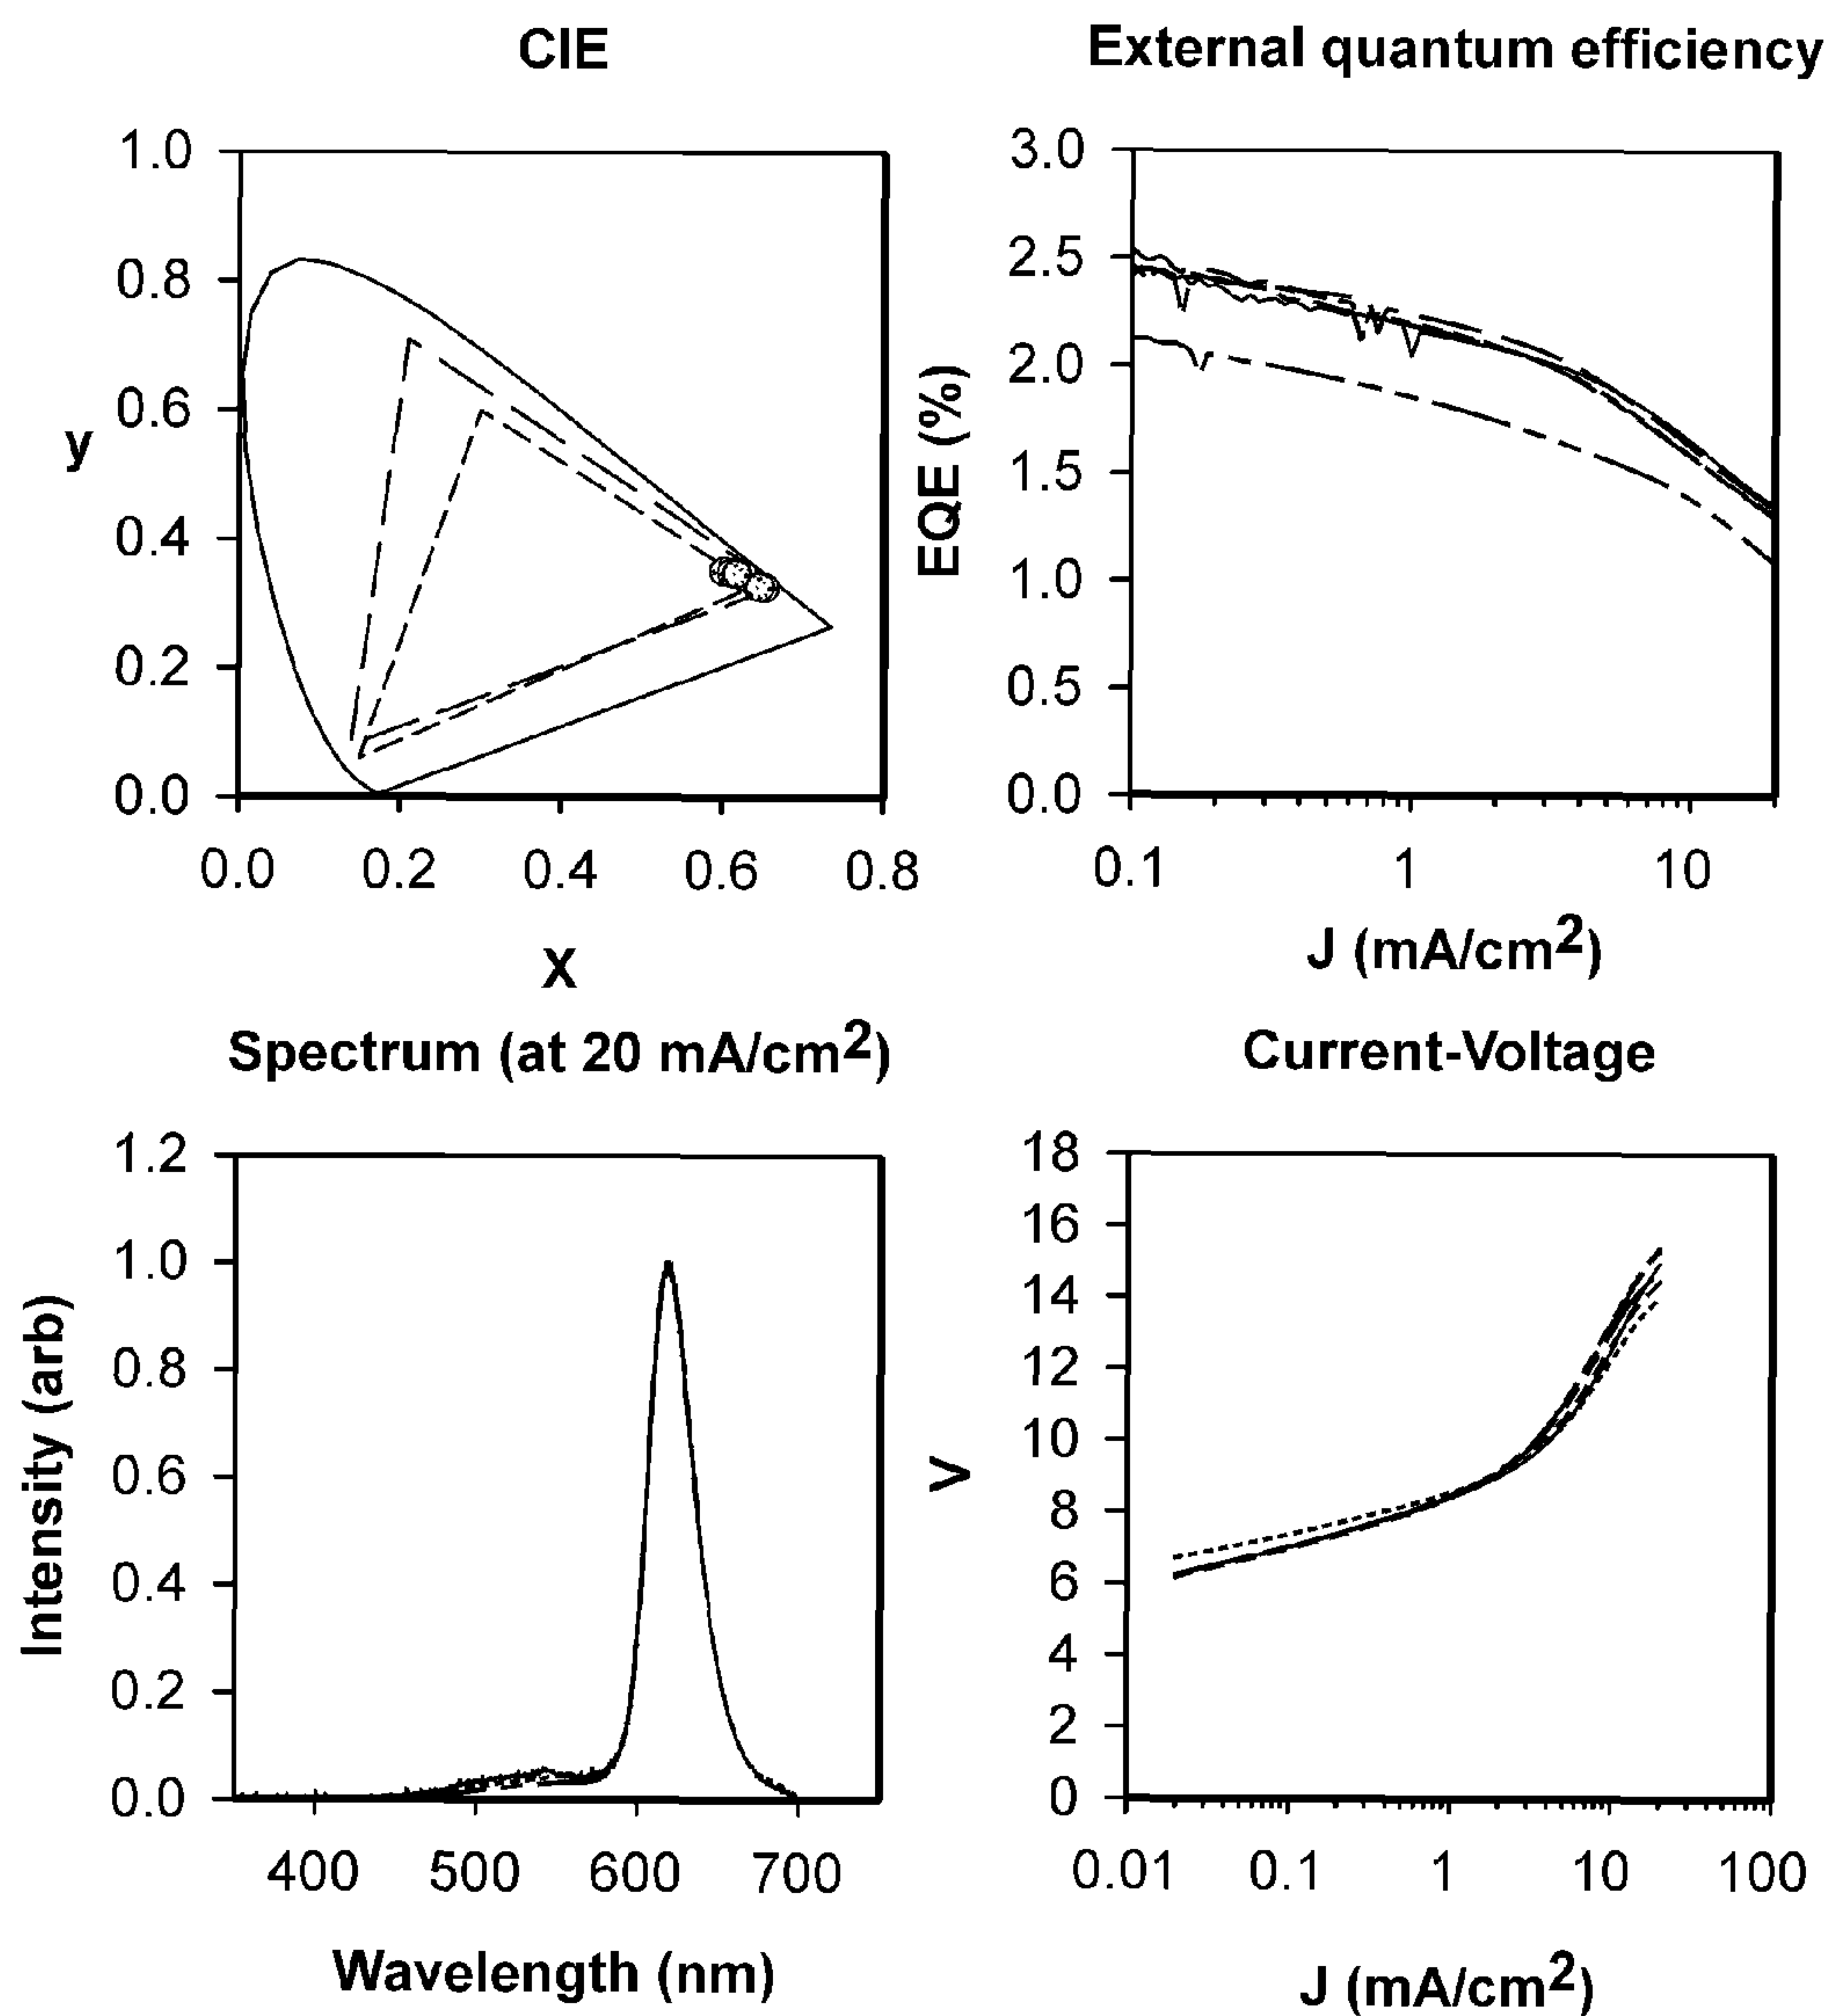 CIE
1.0
0.8
0.6
0.4
0.2
0.0
y
0.0 0.2 0.4 0.6 0.8
X
External quantum efficiency
3.0
2.5
2.0
1.5
1.0
0.5
0.0
EQE (%)
0.1 1 10
J (mA/cm2)
Spectrum (at 20 mA/cm2)
1.2
1.0
0.8
0.6
0.4
0.2
0.0
Intensity (arb)
400 500 600 700
Wavelength (nm)
Current-Voltage
18
16
14
12
10
8
6
4
2
0
V
0.01 0.1 1 10 100
J (mA/cm2)